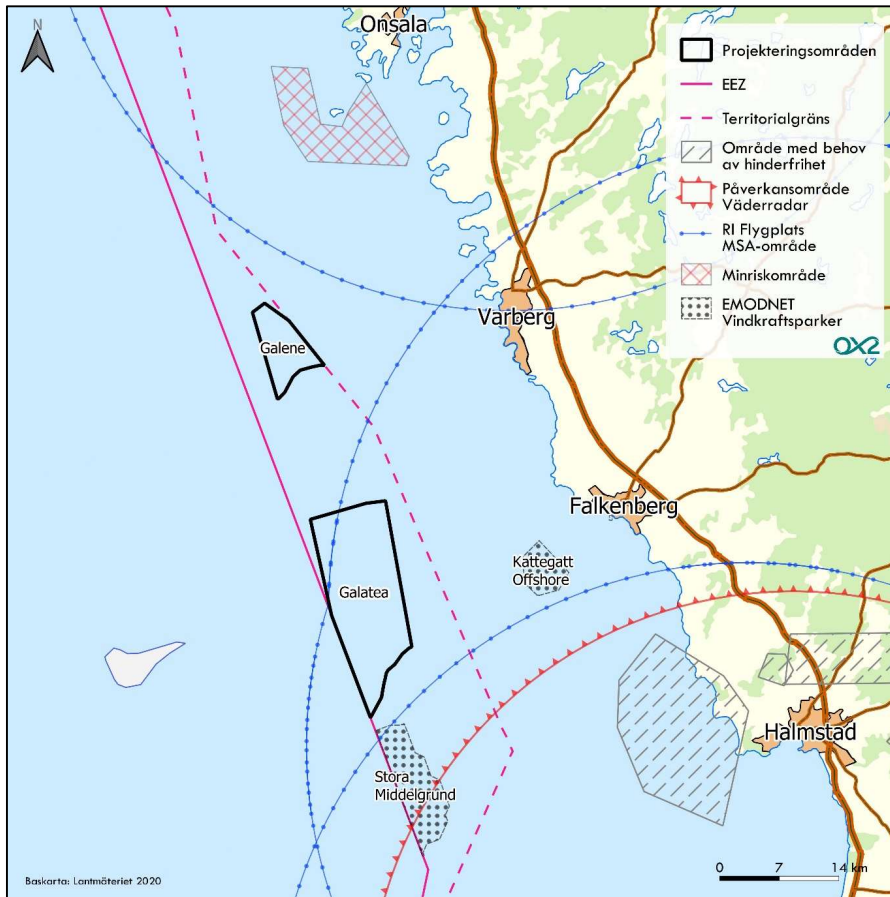 N
Onsala
Projekteringsområden
EEZ
Territorialgräns
Område med behov
av hinderfrihet
Påverkansområde
Väderradar
RI Flygplats
MSA-område
Minriskområde
EMODNET
Vindkraftsparker
OX2
Varberg
Galene
Falkenberg
Kattegatt
Offshore
Galatea
Halmstad
Stora
Middelgrund
0 7 14 km
Baskarta: Lantmäteriet 2020